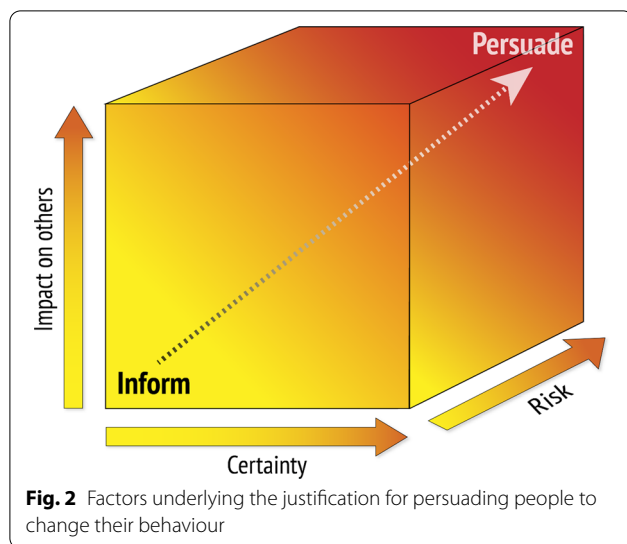 Persuade
Impact on others
Inform
Risk
Certainty
Fig. 2 Factors underlying the justification for persuading people to
change their behaviour